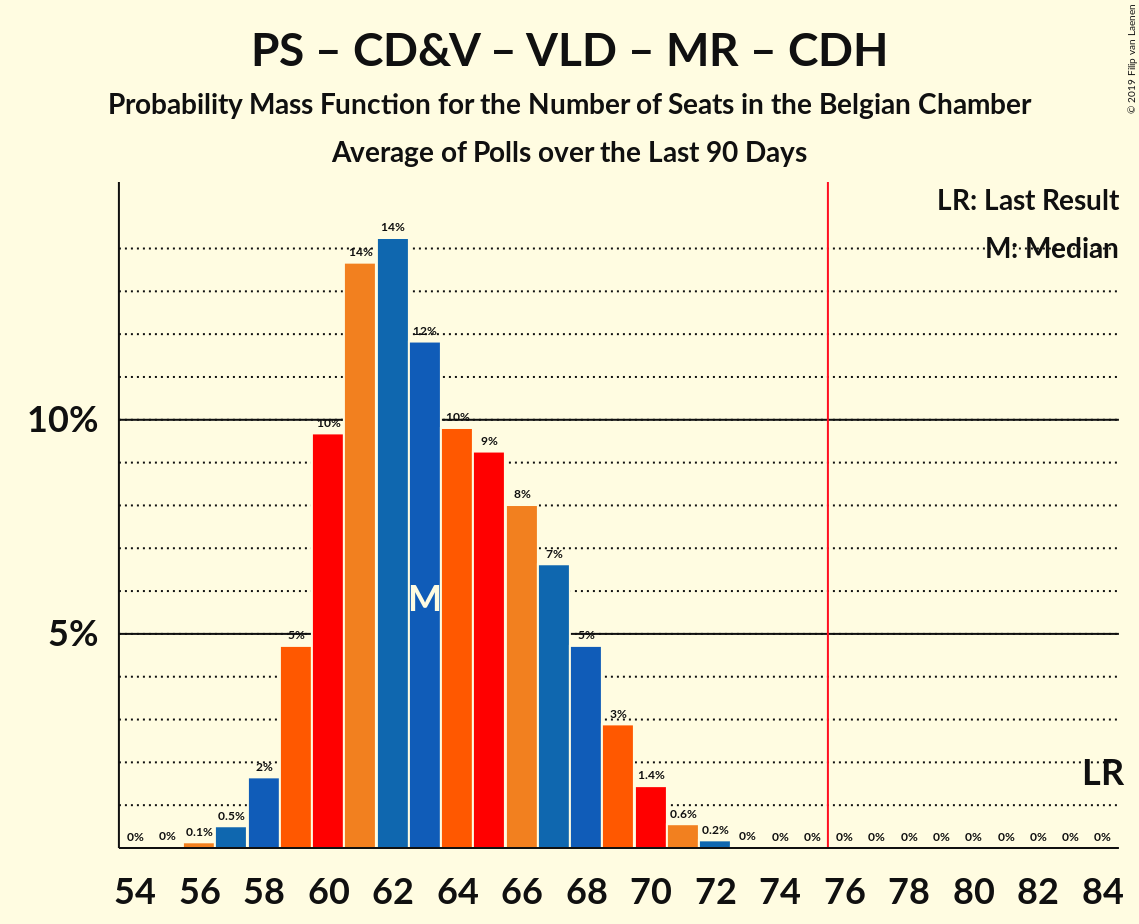 PS – CD&V – VLD – MR – CDH
Probability Mass Function for the Number of Seats in the Belgian Chamber
Average of Polls over the Last 90 Days
© 2019 Filip van Laenen
LR: Last Result
M: Median
10%
5%
0% 0% 0.1% 0.5% 2% 5% 10% 14% 14% 12% 10% 9% 8% 7% 5% 3% 1.4% 0.6% 0.2% 0% 0% 0% 0% 0% 0% 0% 0% 0% 0% 0% 0%
M
LR
54 56 58 60 62 64 66 68 70 72 74 76 78 80 82 84